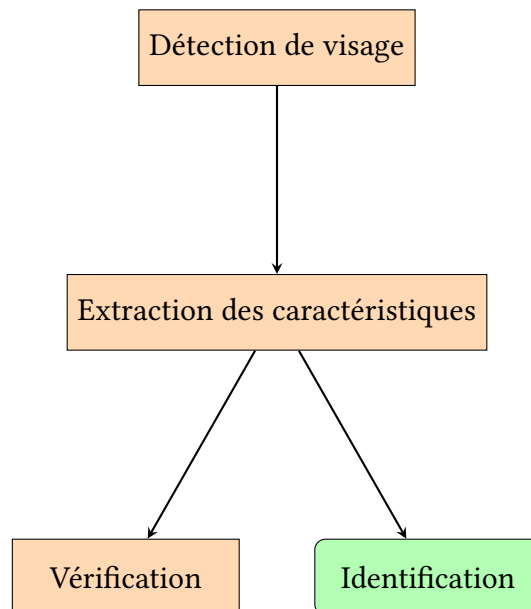 Détection de visage
Extraction des caractéristiques
Vérification
Identification